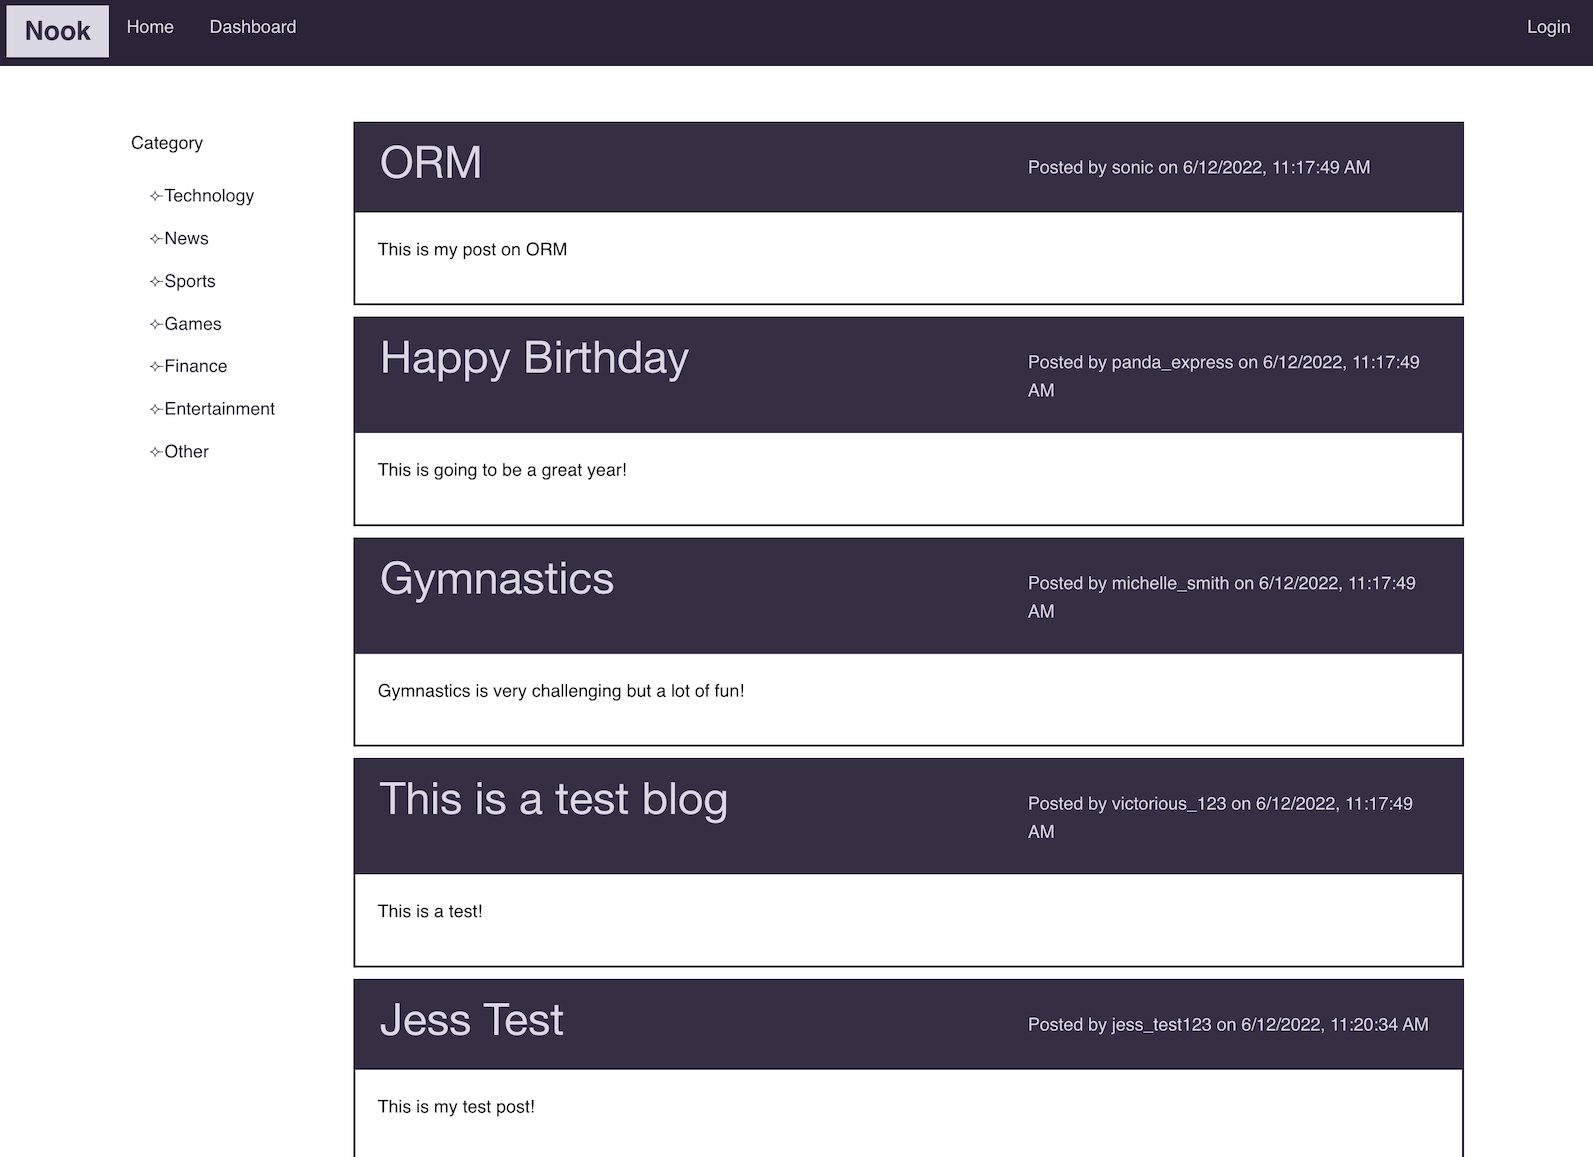 Nook
Home
Dashboard
Login
Category
✧Technology
✧News
✧Sports
✧Games
✧Finance
✧Entertainment
✧Other
ORM
Posted by sonic on 6/12/2022, 11:17:49 AM
This is my post on ORM
Happy Birthday
Posted by panda_express on 6/12/2022, 11:17:49
AM
This is going to be a great year!
Gymnastics
Posted by michelle_smith on 6/12/2022, 11:17:49
AM
Gymnastics is very challenging but a lot of fun!
This is a test blog
Posted by victorious_123 on 6/12/2022, 11:17:49
AM
This is a test!
Jess Test
Posted by jess_test123 on 6/12/2022, 11:20:34 AM
This is my test post!